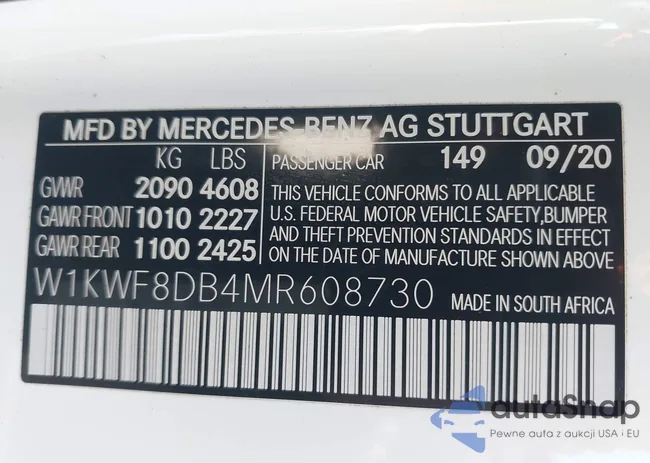 MFD BY MERCEDES-BENZ AG STUTTGART
KG LBS PASSENGER CAR 149 09/20
GVWR 2090 4608
GAWR FRONT 1010 2227
GAWR REAR 1100 2425
THIS VEHICLE CONFORMS TO ALL APPLICABLE
U.S. FEDERAL MOTOR VEHICLE SAFETY,BUMPER
AND THEFT PREVENTION STANDARDS IN EFFECT
ON THE DATE OF MANUFACTURE SHOWN ABOVE
W1KWF8DB4MR608730 MADE IN SOUTH AFRICA
autoSnap
Pewne auta z aukcji USA i EU